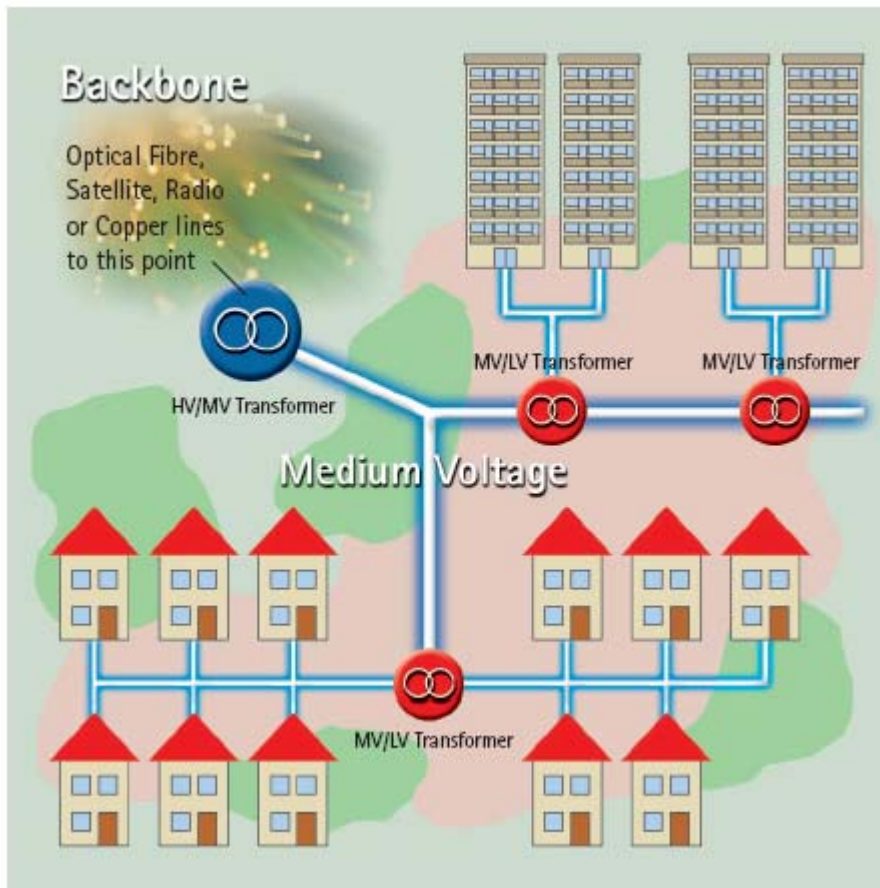 Backbone
Optical Fibre,
Satellite, Radio
or Copper lines
to this point
HV/MV Transformer
MV/LV Transformer
MV/LV Transformer
Medium Voltage
MV/LV Transformer